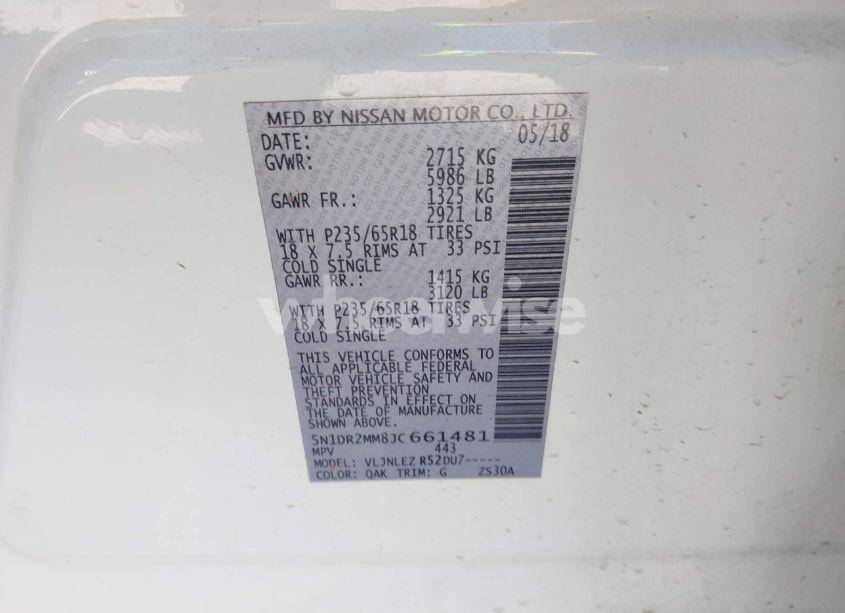 MFD BY NISSAN MOTOR CO., LTD.
DATE: 05/18
GVWR: 2715 KG
5986 LB
GAWR FR.: 1325 KG
2921 LB
WITH P235/65R18 TIRES
18 X 7.5 RIMS AT 33 PSI
COLD SINGLE
GAWR RR.: 1415 KG
3120 LB
WITH P235/65R18 TIRES
18 X 7.5 RIMS AT 33 PSI
COLD SINGLE
THIS VEHICLE CONFORMS TO
ALL APPLICABLE FEDERAL
MOTOR VEHICLE SAFETY AND
THEFT PREVENTION
STANDARDS IN EFFECT ON
THE DATE OF MANUFACTURE
SHOWN ABOVE.
5N1DR2MM8JC661481
MPV 443
MODEL: VLJNLEZ R52DU7-----
COLOR: QAK TRIM: G ZS30A